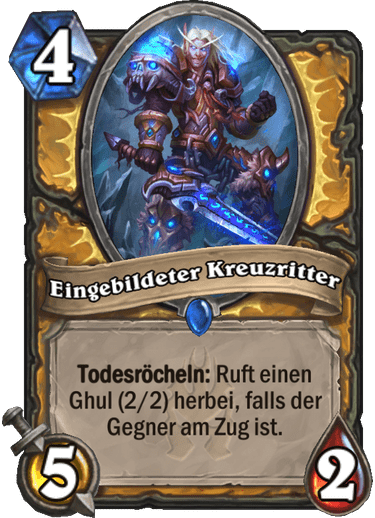 4
Eingebildeter Kreuzritter
Todesröcheln: Ruft einen
Ghul (2/2) herbei, falls der
Gegner am Zug ist.
5
2